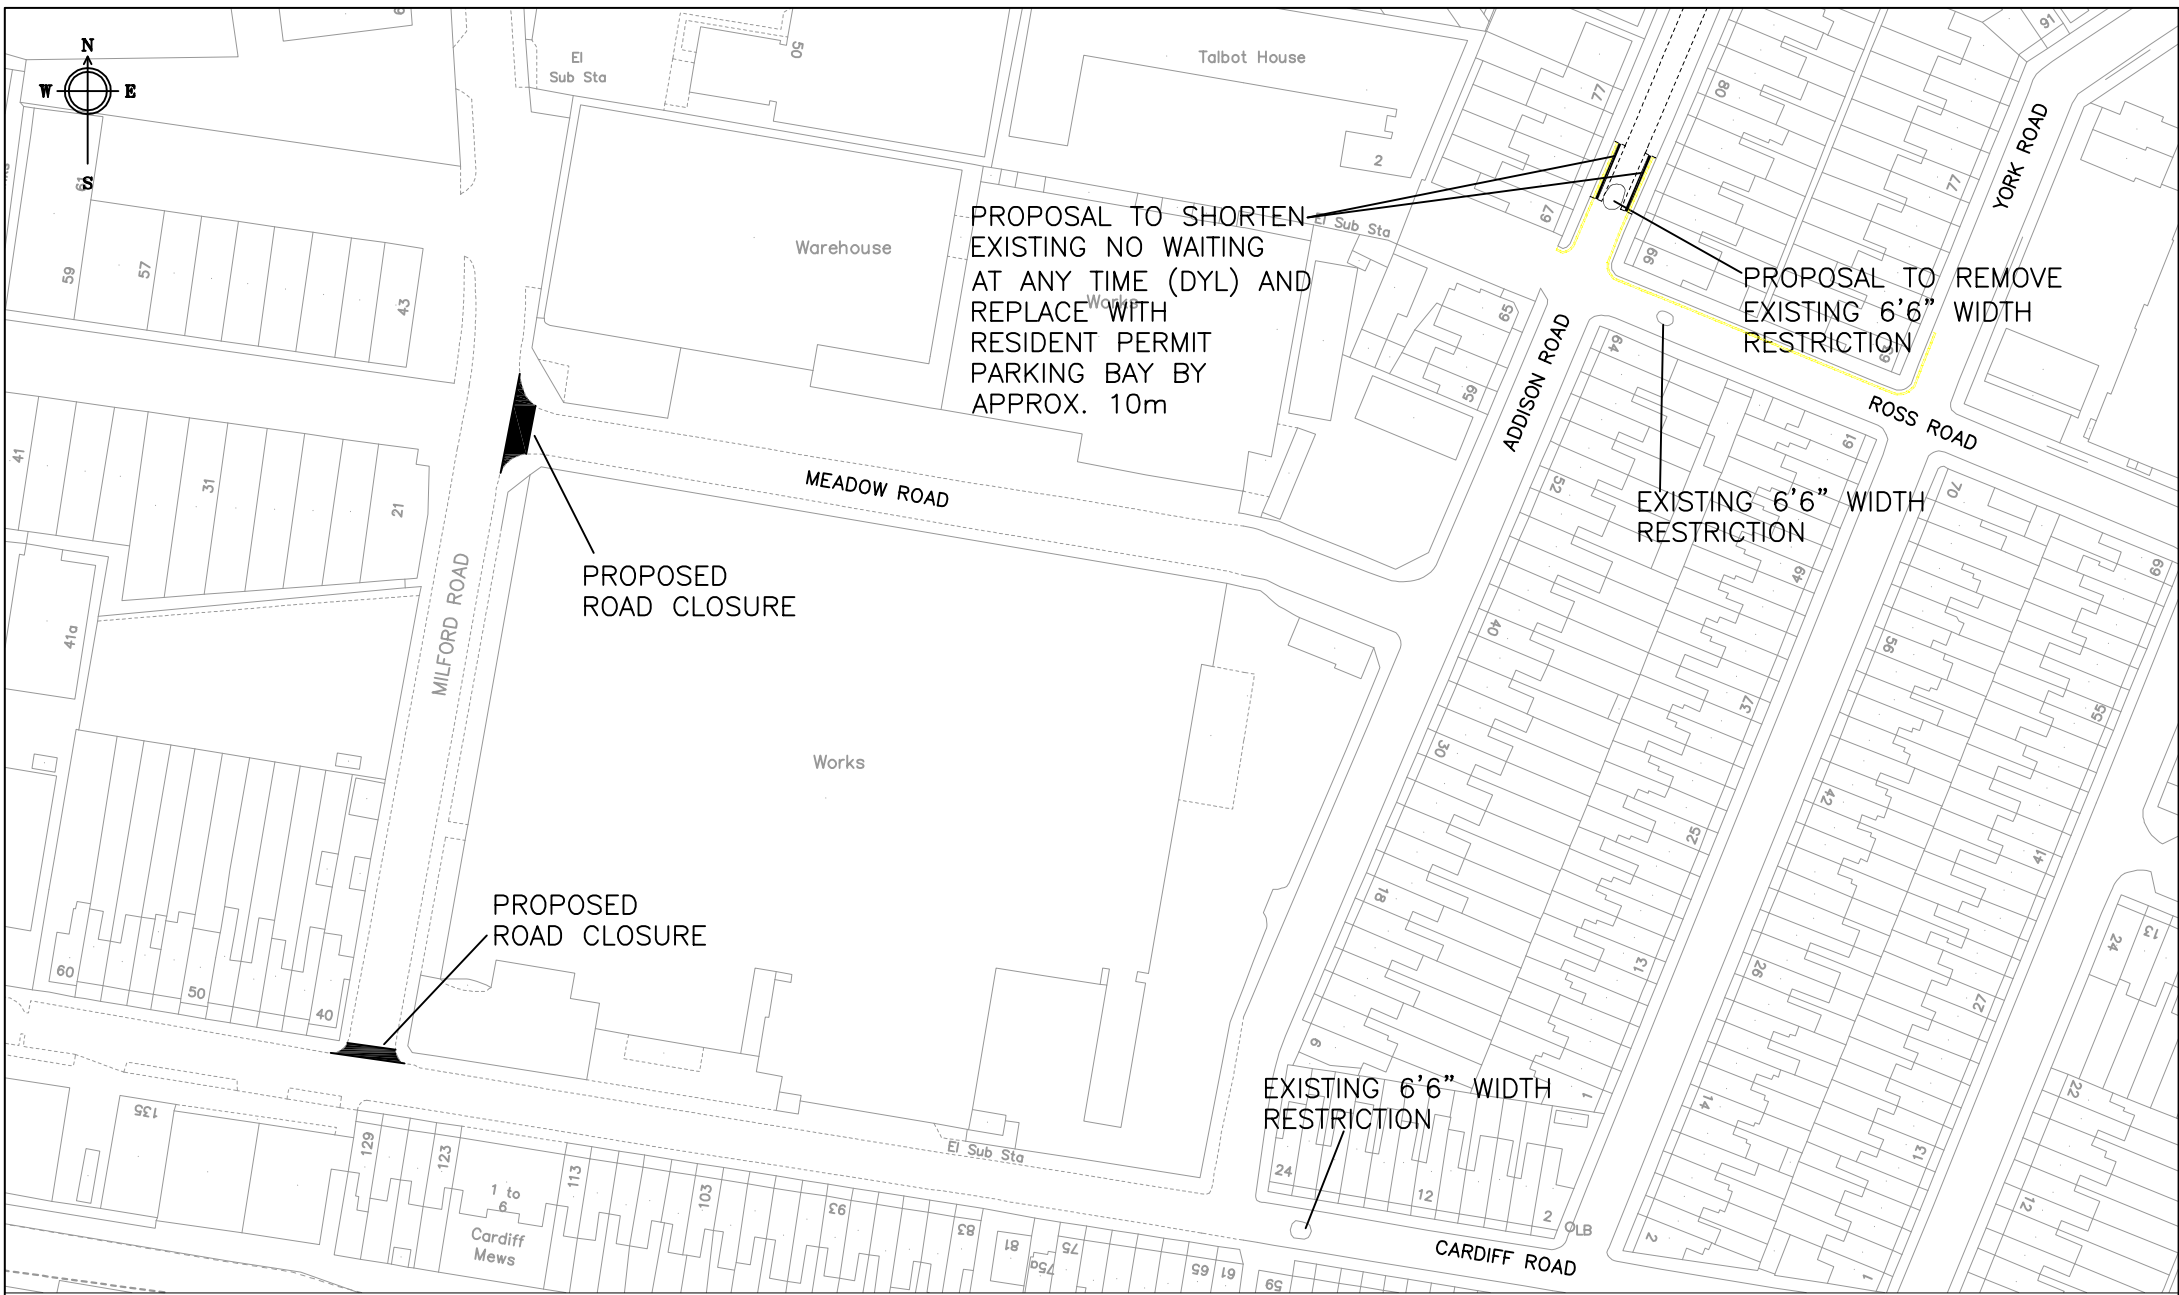 N
W
E
S
61
59
57
43
El
Sub Sta
50
Talbot House
2
Warehouse
Works
El Sub Sta
77
67
80
66
77
91
69
YORK ROAD
PROPOSAL TO SHORTEN
EXISTING NO WAITING
AT ANY TIME (DYL) AND
REPLACE WITH
RESIDENT PERMIT
PARKING BAY BY
APPROX. 10m
PROPOSAL TO REMOVE
EXISTING 6'6" WIDTH
RESTRICTION
65
59
64
61
ADDISON ROAD
ROSS ROAD
EXISTING 6'6" WIDTH
RESTRICTION
41
31
21
MEADOW ROAD
PROPOSED
ROAD CLOSURE
MILFORD ROAD
41a
52
49
40
37
30
25
18
13
6
1
70
69
56
55
42
41
26
27
14
13
2
1
24
13
22
12
Works
PROPOSED
ROAD CLOSURE
60
50
40
EXISTING 6'6" WIDTH
RESTRICTION
135
129
123
1 to
6
Cardiff
Mews
113
103
93
83
81
75
75a
65
61
59
El Sub Sta
24
12
2
LB
CARDIFF ROAD